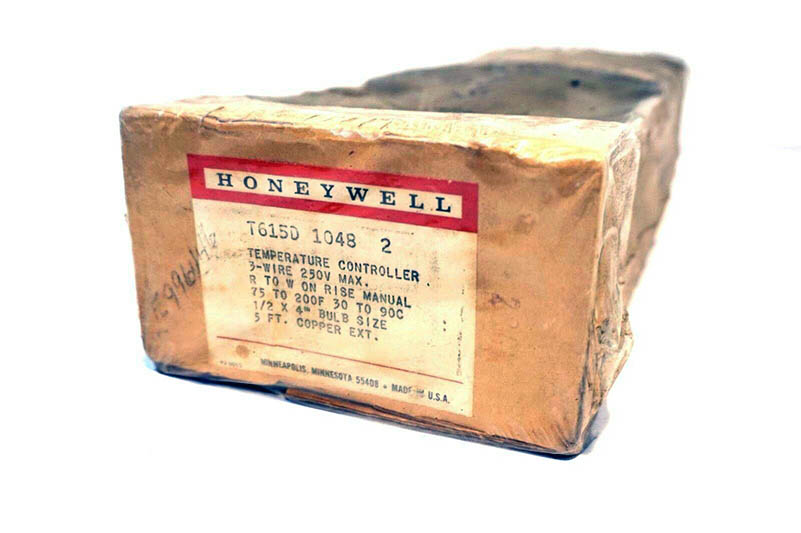 HONEYWELL
T615D 1048 2
TEMPERATURE CONTROLLER
3-WIRE 250V MAX.
R TO W ON RISE MANUAL
75 TO 200F 30 TO 90C
1/2 X 4" BULB SIZE
5 FT. COPPER EXT.
MINNEAPOLIS, MINNESOTA 55408 • MADE IN U.S.A.